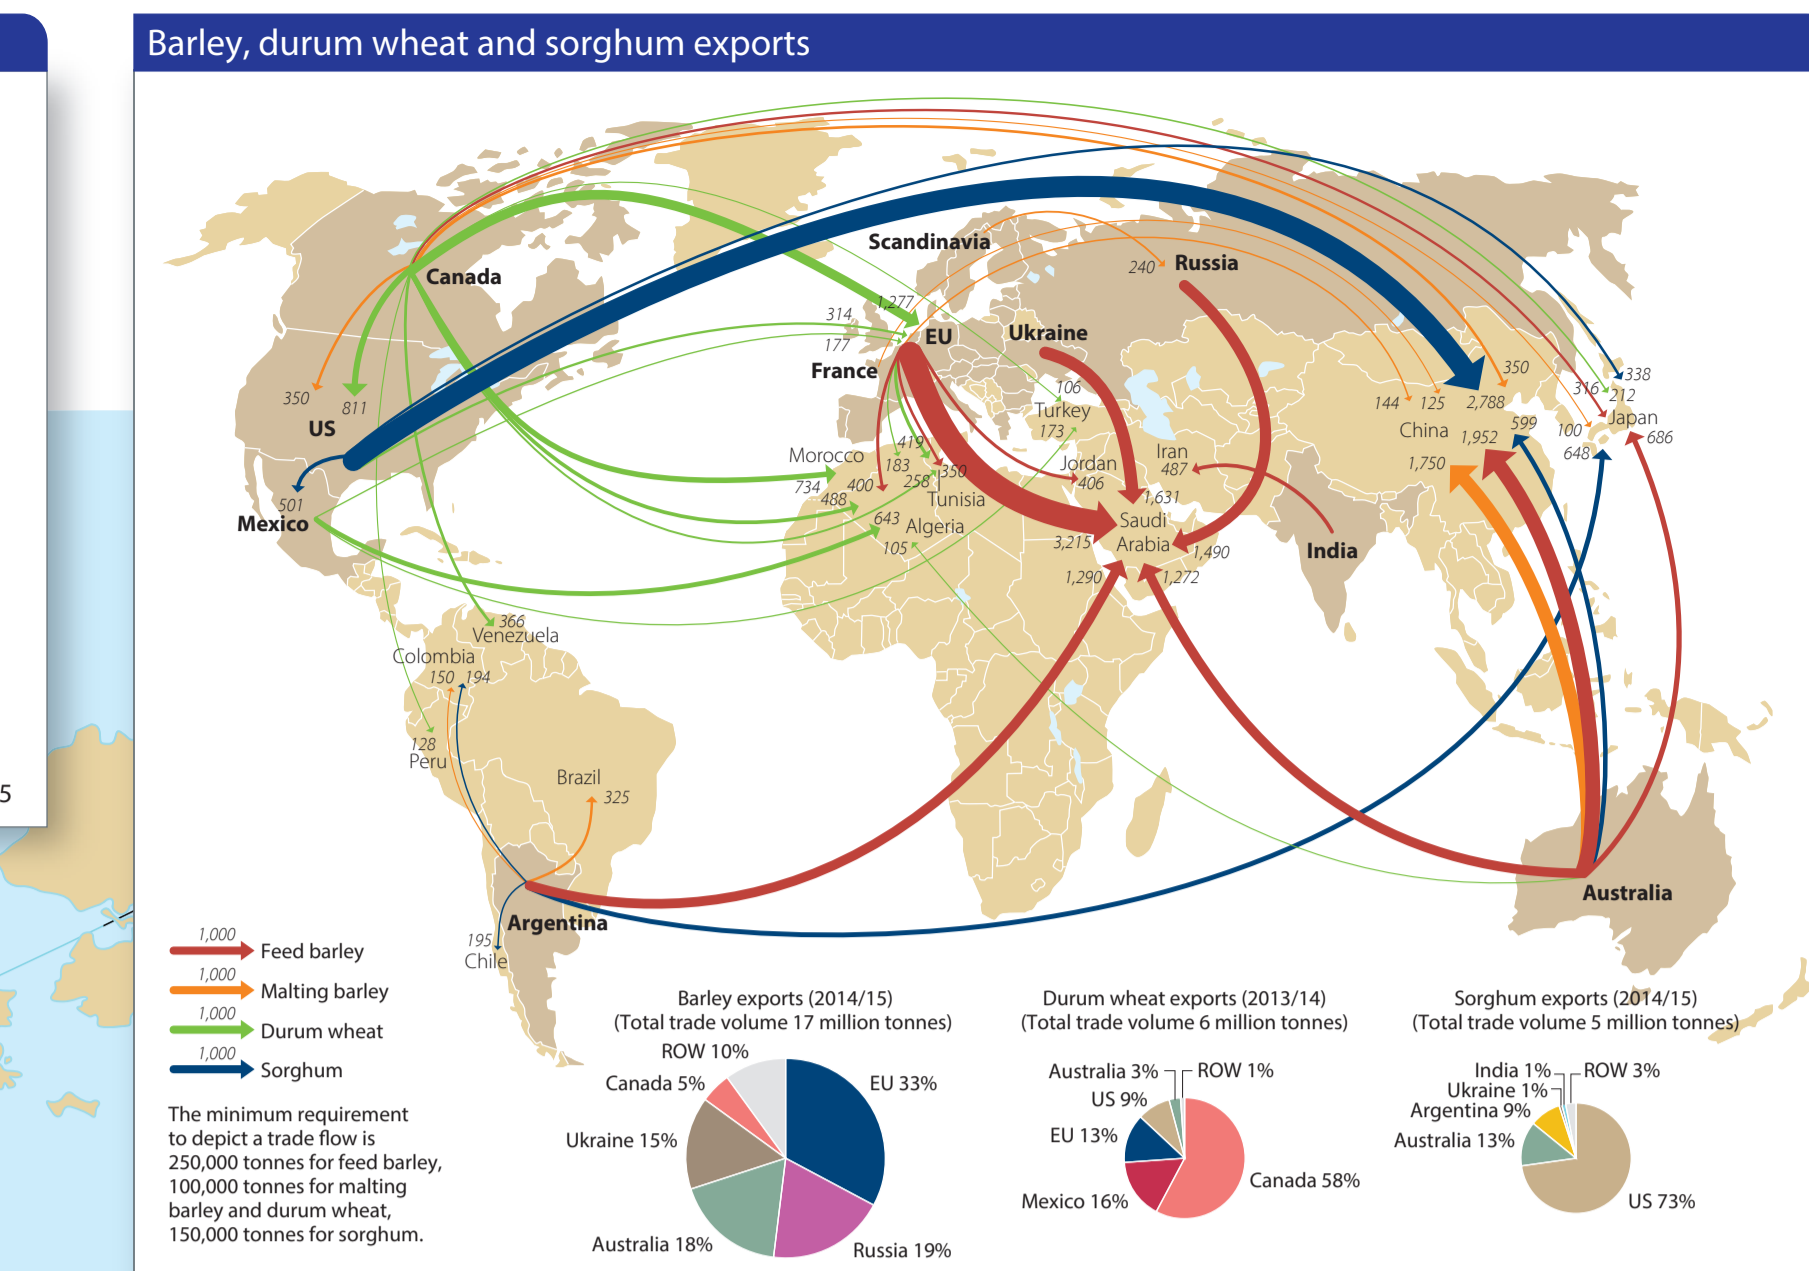 Barley, durum wheat and sorghum exports
Canada
Scandinavia
240
Russia
1,277
314
177
EU
France
Ukraine
106
Turkey
173
350
811
US
350
144
125
2,788
316
338
212
Japan
China
1,952
599
100
648
686
1,750
Morocco
734
419
183
400
488
258
350
Tunisia
643
Algeria
105
Jordan
406
Iran
487
1,631
Saudi
Arabia
3,215
1,490
1,290
1,272
India
501
Mexico
366
Venezuela
Colombia
150
194
128
Peru
Brazil
325
5
Argentina
195
Chile
Australia
1,000
Feed barley
1,000
Malting barley
1,000
Durum wheat
1,000
Sorghum
The minimum requirement
to depict a trade flow is
250,000 tonnes for feed barley,
100,000 tonnes for malting
barley and durum wheat,
150,000 tonnes for sorghum.
Barley exports (2014/15)
(Total trade volume 17 million tonnes)
ROW 10%
Canada 5%
EU 33%
Ukraine 15%
Australia 18%
Russia 19%
Durum wheat exports (2013/14)
(Total trade volume 6 million tonnes)
Australia 3%
ROW 1%
US 9%
EU 13%
Mexico 16%
Canada 58%
Sorghum exports (2014/15)
(Total trade volume 5 million tonnes)
India 1%
ROW 3%
Ukraine 1%
Argentina 9%
Australia 13%
US 73%